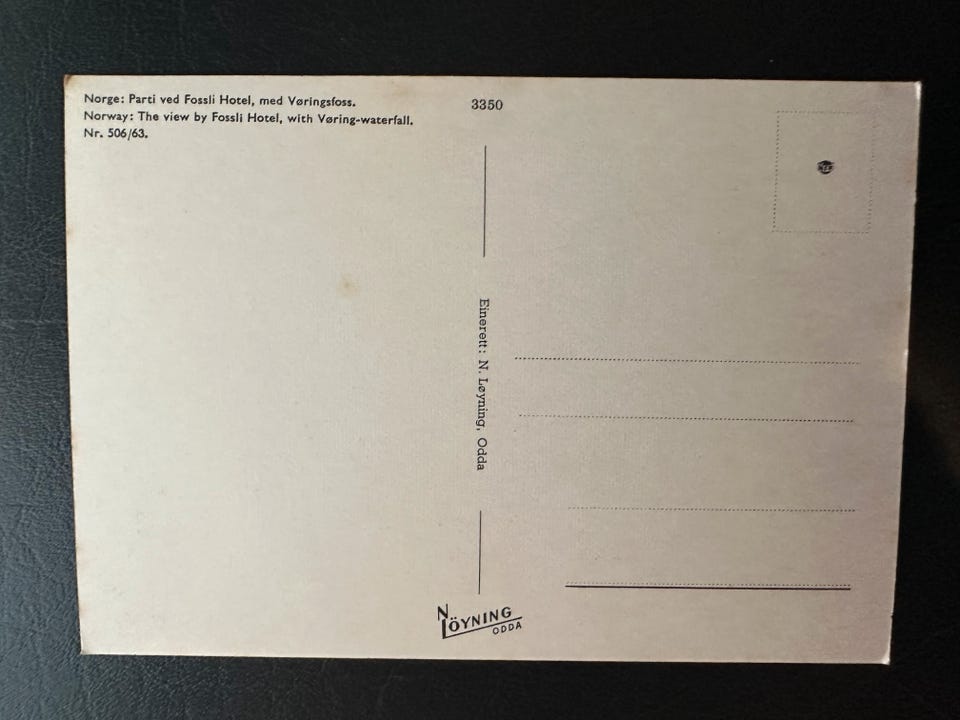 Norge: Parti ved Fossli Hotel, med Vøringsfoss.
Norway: The view by Fossli Hotel, with Vøring-waterfall.
Nr. 506/63.
3350
Einerett: N. Løyning, Odda
N LÖYNING
ODDA